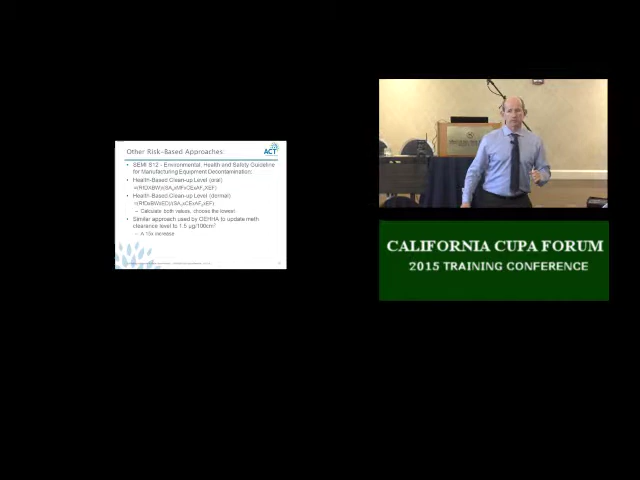 Other Risk-Based Approaches
ACT
• SEMI S12 - Environmental, Health and Safety Guideline
for Manufacturing Equipment Decontamination:
• Health-Based Clean-up Level (oral)
• Health-Based Clean-up Level (dermal)
– Calculate both values, choose the lowest
• Similar approach used by OEHHA to update meth
clearance level to 1.5 µg/100cm²
– A 15x increase
CALIFORNIA CUPA FORUM
2015 TRAINING CONFERENCE